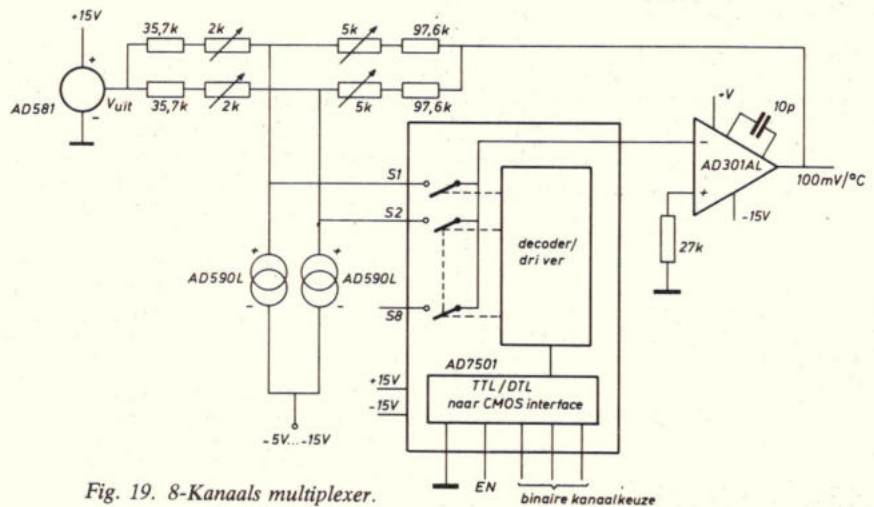 +15V
35,7k
2k
5k
97,6k
+
AD581
Vuit
-
35,7k
2k
5k
97,6k
+V
10p
-
AD301AL
+
100mV/°C
-15V
27k
S1
S2
decoder/
driver
+
+
AD590L
AD590L
-
-
S8
AD7501
+15V
TTL/DTL
-15V
naar CMOS interface
-5V...-15V
EN
binaire kanaalkeuze
Fig. 19. 8-Kanaals multiplexer.